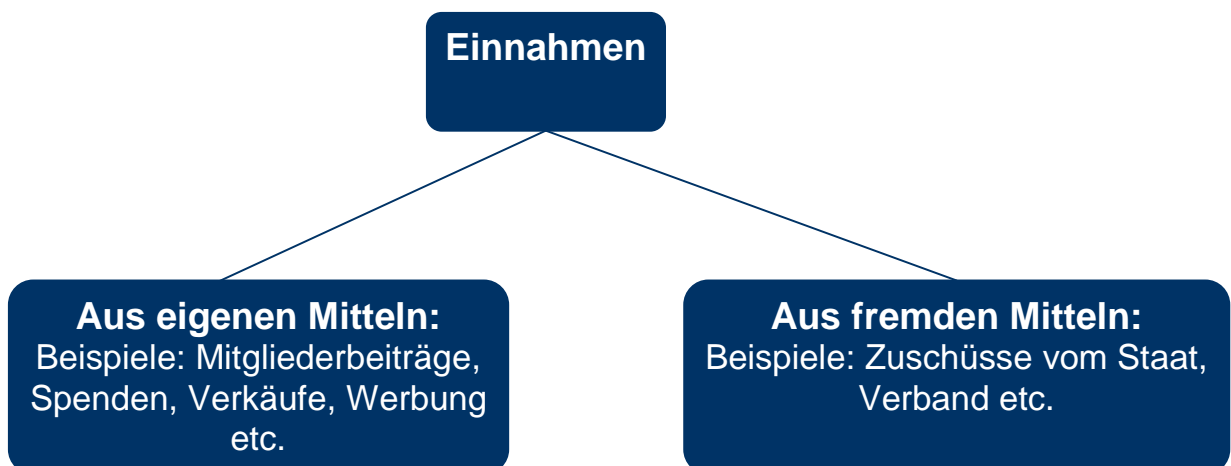 Einnahmen
Aus eigenen Mitteln:
Beispiele: Mitgliederbeiträge,
Spenden, Verkäufe, Werbung
etc.
Aus fremden Mitteln:
Beispiele: Zuschüsse vom Staat,
Verband etc.